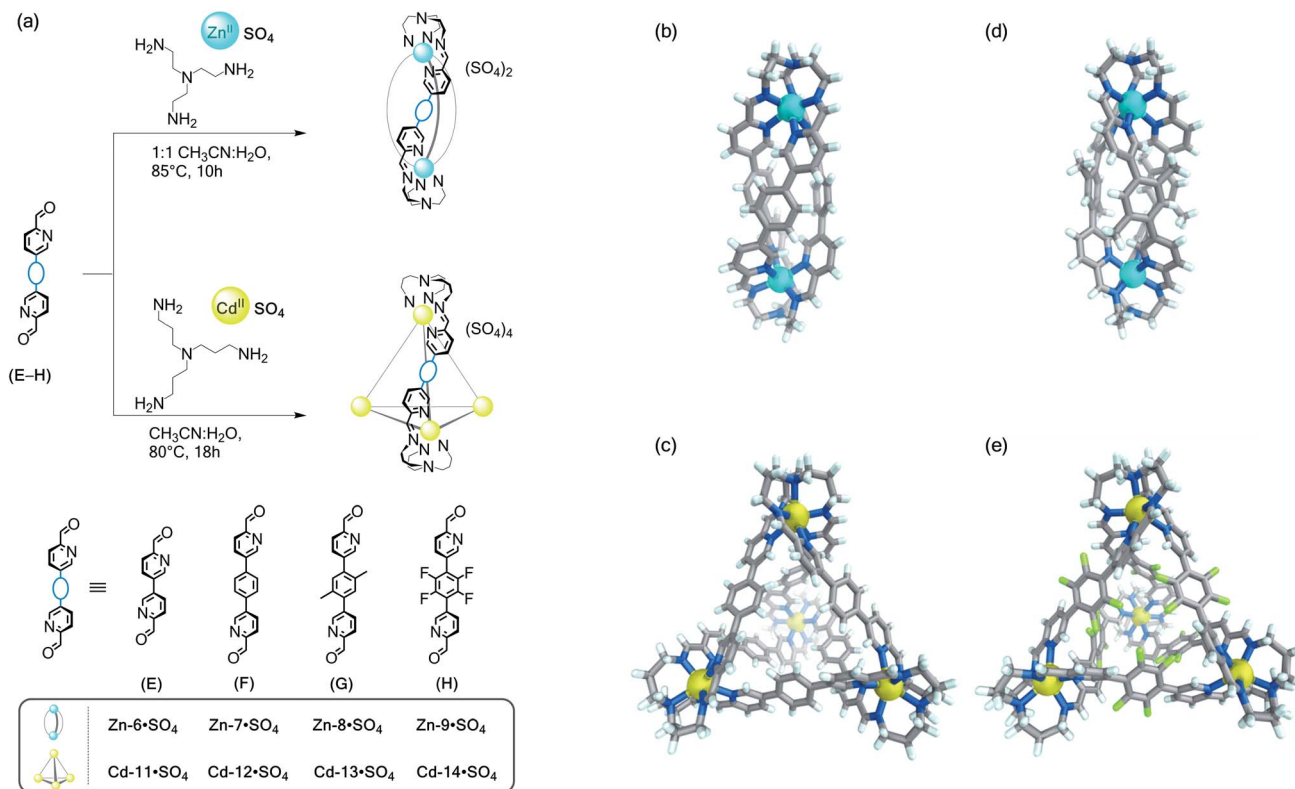 (a)
Zn^II SO₄
H₂N
NH₂
N
NH₂
1:1 CH₃CN:H₂O,
85°C, 10h
(SO₄)₂
N
N
N
N
N
N N N
O
N
N
O
(E–H)
Cd^II SO₄
H₂N
N
NH₂
H₂N
CH₃CN:H₂O,
80°C, 18h
N
N
N
(SO₄)₄
N
N
N
N N N
N
O
N
N
O
≡
O
N
N
O
(E)
O
N
N
O
(F)
O
N
N
O
(G)
O
N
F F
F F
N
O
(H)
Zn-6•SO₄ Zn-7•SO₄ Zn-8•SO₄ Zn-9•SO₄
Cd-11•SO₄ Cd-12•SO₄ Cd-13•SO₄ Cd-14•SO₄
(b)
(d)
(c)
(e)